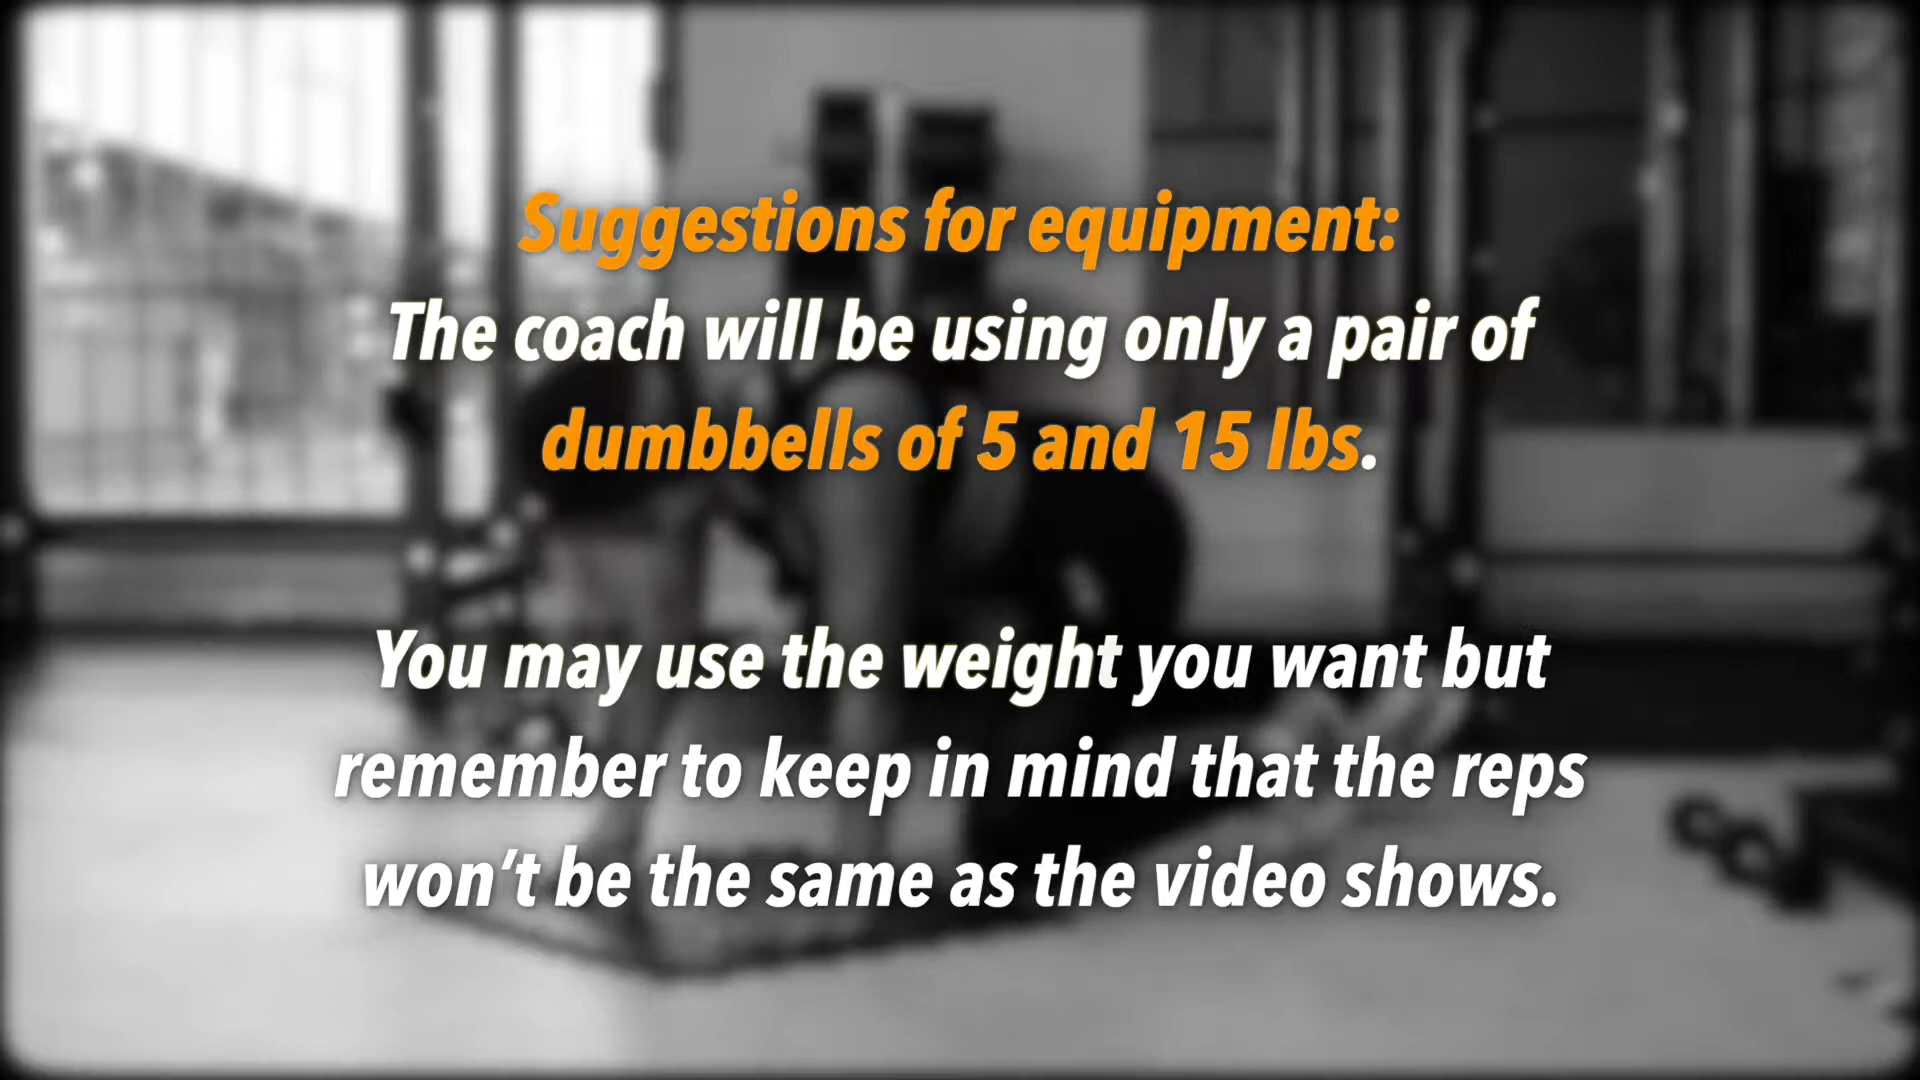 Suggestions for equipment:
The coach will be using only a pair of
dumbbells of 5 and 15 lbs.
You may use the weight you want but
remember to keep in mind that the reps
won't be the same as the video shows.